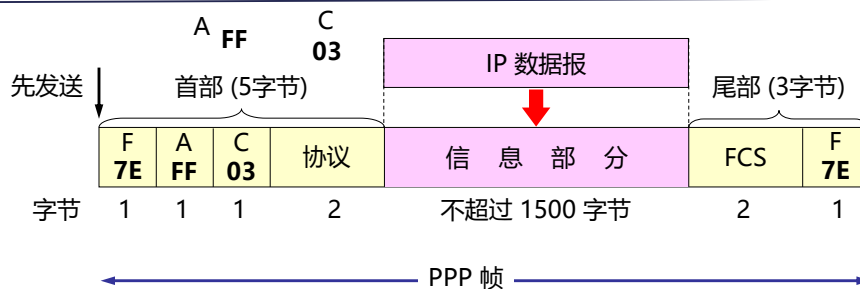 A FF C 03
IP 数据报
先发送 首部 (5字节) 尾部 (3字节)
F A C F
7E FF 03 协议 信 息 部 分 FCS 7E
字节 1 1 1 2 不超过 1500 字节 2 1
PPP 帧